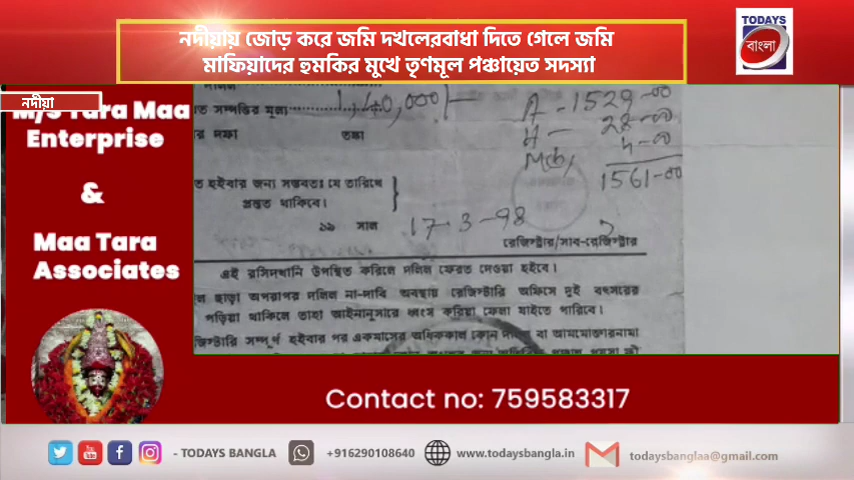 নদীয়ায় জোড় করে জমি দখলেরবাধা দিতে গেলে জমি
মাফিয়াদের হুমকির মুখে তৃণমূল পঞ্চায়েত সদস্যা
TODAYS
বাংলা
নদীয়া
M/S Tara Maa
Enterprise
&
Maa Tara
Associates
ত সম্পত্তির মূল্য 1,40,000/-
A - 1529-00
28-00
4-00
1561-00
র দফা তঙ্কা
ত হইবার জন্য সম্ভবতঃ যে তারিখে
প্রস্তুত থাকিবে।
১৯ সাল 17-3-98
রেজিষ্ট্রার/সাব-রেজিষ্ট্রার
এই রসিদখানি উপস্থিত করিলে দলিল ফেরত দেওয়া হইবে।
ল ছাড়া অপরাপর দলিল না-দাবি অবস্থায় রেজিস্টারি অফিসে দুই বৎসরের
পড়িয়া থাকিলে তাহা আইনানুসারে ধ্বংস করিয়া ফেলা যাইতে পারিবে।
জিস্টারি সম্পূর্ণ হইবার পর একমাসের অধিককাল কোন দলিল বা আমমোক্তারনামা
Contact no: 759583317
- TODAYS BANGLA
+916290108640
www.todaysbangla.in
todaysbanglaa@gmail.com